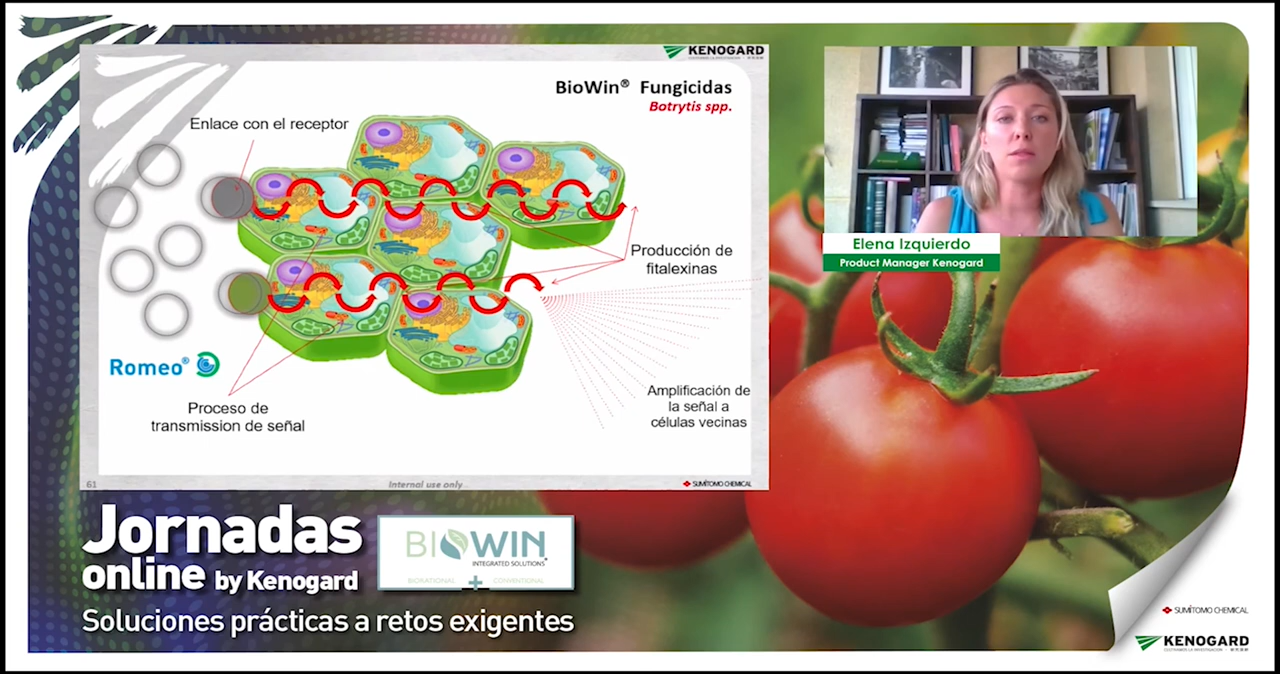 KENOGARD
BioWin® Fungicidas
Botrytis spp.
Enlace con el receptor
Producción de
fitalexinas
Romeo®
Amplificación de
la señal a
células vecinas
Proceso de
transmission de señal
61
Internal use only
SUMITOMO CHEMICAL
Elena Izquierdo
Product Manager Kenogard
Jornadas
online by Kenogard
BIOWIN
INTEGRATED SOLUTIONS
BIORATIONAL + CONVENTIONAL
Soluciones prácticas a retos exigentes
SUMITOMO CHEMICAL
KENOGARD